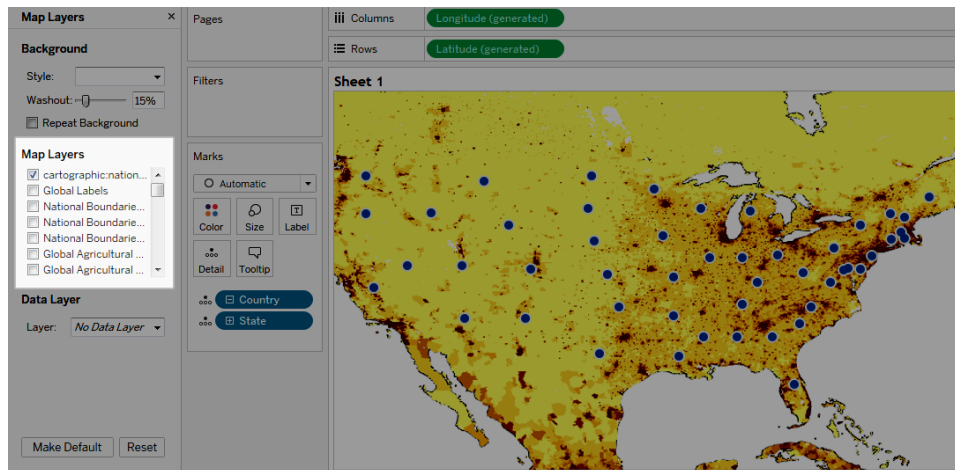 Map Layers ×
Background
Style:
Washout: 15%
Repeat Background
Map Layers
cartographic:nation...
Global Labels
National Boundarie...
National Boundarie...
National Boundarie...
Global Agricultural ...
Global Agricultural ...
Data Layer
Layer: No Data Layer
Make Default Reset
Pages
Filters
Marks
Automatic
Color Size Label
Detail Tooltip
Country
State
Columns Longitude (generated)
Rows Latitude (generated)
Sheet 1